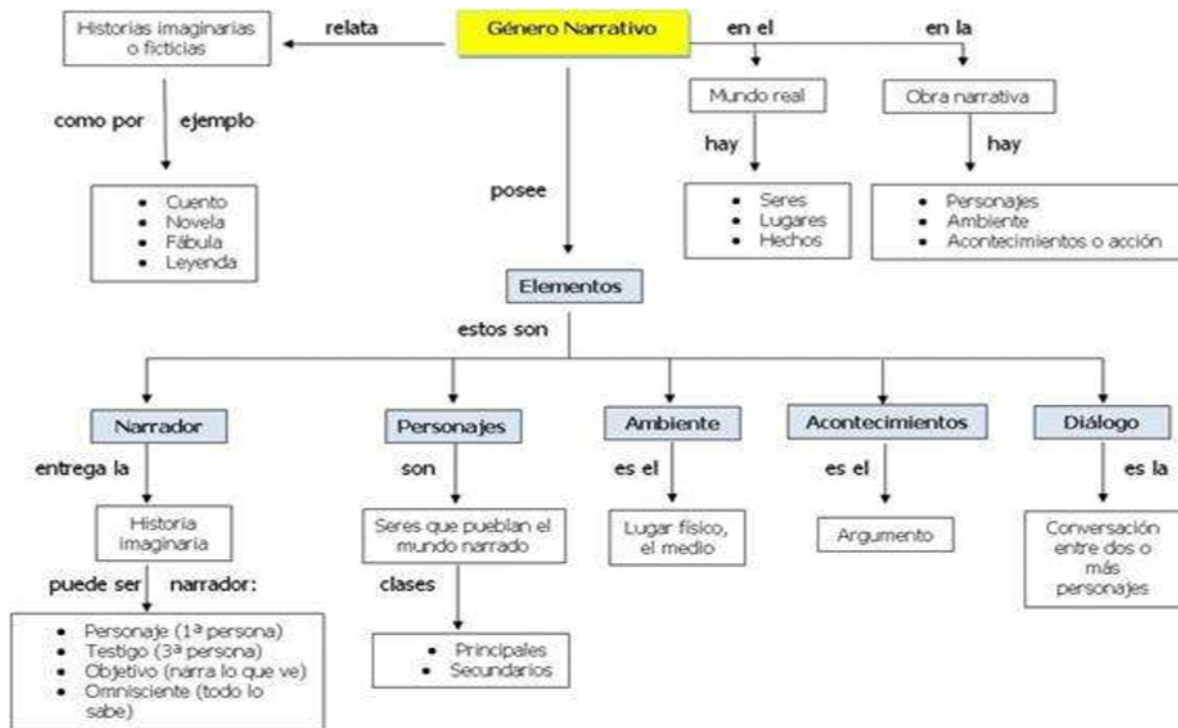 Género Narrativo
relata
Historias imaginarias
o ficticias
como por ejemplo
• Cuento
• Novela
• Fábula
• Leyenda
en el
Mundo real
hay
• Seres
• Lugares
• Hechos
en la
Obra narrativa
hay
• Personajes
• Ambiente
• Acontecimientos o acción
posee
Elementos
estos son
Narrador
entrega la
Historia
imaginaria
puede ser narrador:
• Personaje (1ª persona)
• Testigo (3ª persona)
• Objetivo (narra lo que ve)
• Omnisciente (todo lo
sabe)
Personajes
son
Seres que pueblan el
mundo narrado
clases
• Principales
• Secundarios
Ambiente
es el
Lugar físico,
el medio
Acontecimientos
es el
Argumento
Diálogo
es la
Conversación
entre dos o
más
personajes